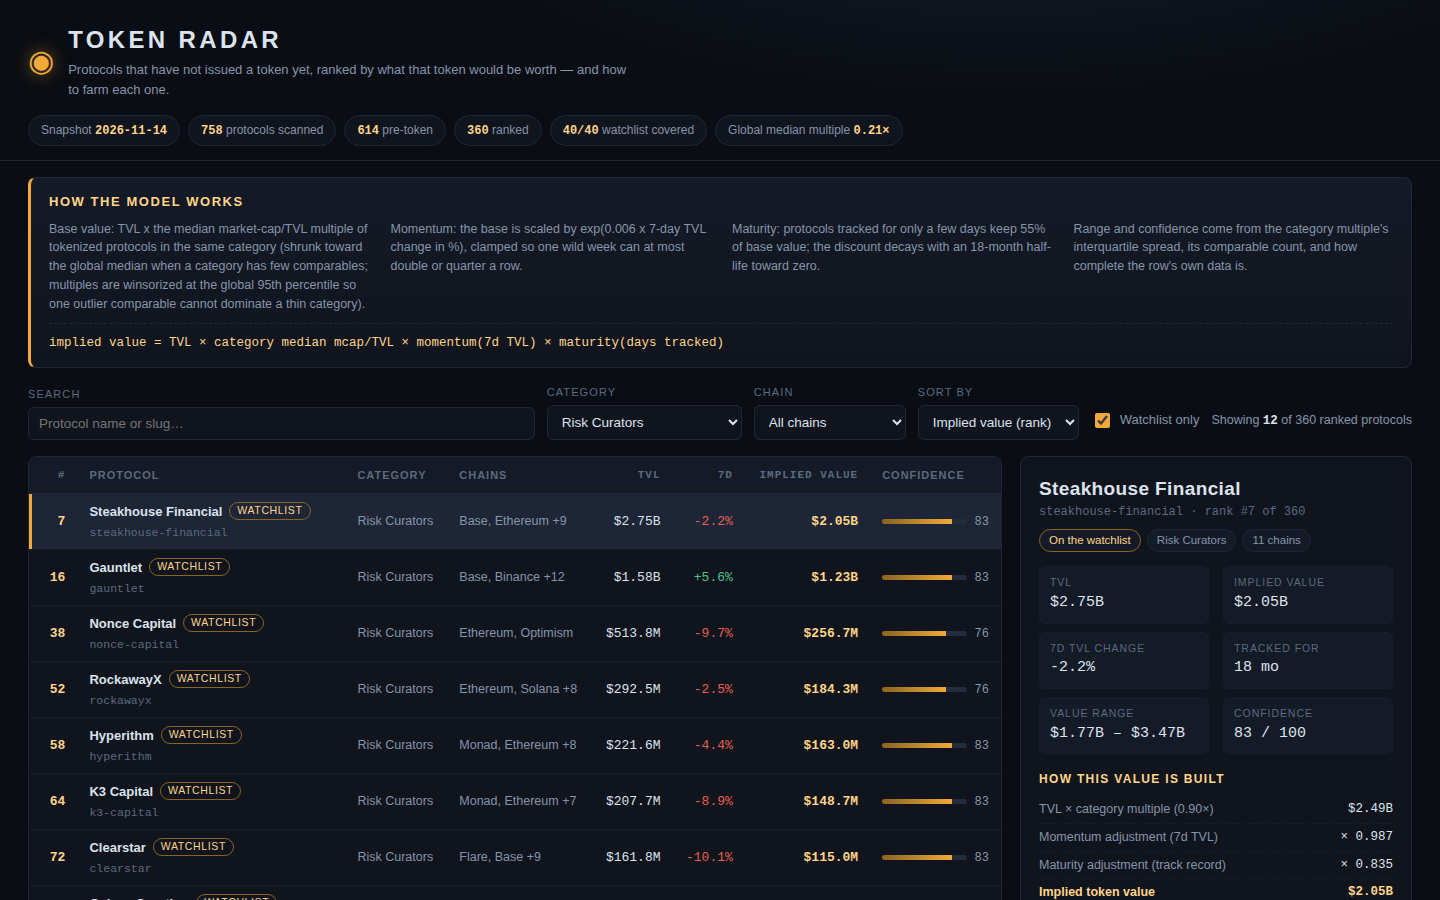 TOKEN RADAR
Protocols that have not issued a token yet, ranked by what that token would be worth — and how
to farm each one.
Snapshot 2026-11-14
758 protocols scanned
614 pre-token
360 ranked
40/40 watchlist covered
Global median multiple 0.21×
HOW THE MODEL WORKS
Base value: TVL x the median market-cap/TVL multiple of
tokenized protocols in the same category (shrunk toward
the global median when a category has few comparables;
multiples are winsorized at the global 95th percentile so
one outlier comparable cannot dominate a thin category).
Momentum: the base is scaled by exp(0.006 x 7-day TVL
change in %), clamped so one wild week can at most
double or quarter a row.
Maturity: protocols tracked for only a few days keep 55%
of base value; the discount decays with an 18-month half-
life toward zero.
Range and confidence come from the category multiple's
interquartile spread, its comparable count, and how
complete the row's own data is.
implied value = TVL × category median mcap/TVL × momentum(7d TVL) × maturity(days tracked)
SEARCH
Protocol name or slug…
CATEGORY
Risk Curators
CHAIN
All chains
SORT BY
Implied value (rank)
Watchlist only
Showing 12 of 360 ranked protocols
# PROTOCOL CATEGORY CHAINS TVL 7D IMPLIED VALUE CONFIDENCE
7 Steakhouse Financial WATCHLIST Risk Curators Base, Ethereum +9 $2.75B -2.2% $2.05B 83
steakhouse-financial
16 Gauntlet WATCHLIST Risk Curators Base, Binance +12 $1.58B +5.6% $1.23B 83
gauntlet
38 Nonce Capital WATCHLIST Risk Curators Ethereum, Optimism $513.8M -9.7% $256.7M 76
nonce-capital
52 RockawayX WATCHLIST Risk Curators Ethereum, Solana +8 $292.5M -2.5% $184.3M 76
rockawayx
58 Hyperithm WATCHLIST Risk Curators Monad, Ethereum +8 $221.6M -4.4% $163.0M 83
hyperithm
64 K3 Capital WATCHLIST Risk Curators Monad, Ethereum +7 $207.7M -8.9% $148.7M 83
k3-capital
72 Clearstar WATCHLIST Risk Curators Flare, Base +9 $161.8M -10.1% $115.0M 83
clearstar
Steakhouse Financial
steakhouse-financial · rank #7 of 360
On the watchlist
Risk Curators
11 chains
TVL
$2.75B
IMPLIED VALUE
$2.05B
7D TVL CHANGE
-2.2%
TRACKED FOR
18 mo
VALUE RANGE
$1.77B – $3.47B
CONFIDENCE
83 / 100
HOW THIS VALUE IS BUILT
TVL × category multiple (0.90×) $2.49B
Momentum adjustment (7d TVL) × 0.987
Maturity adjustment (track record) × 0.835
Implied token value $2.05B